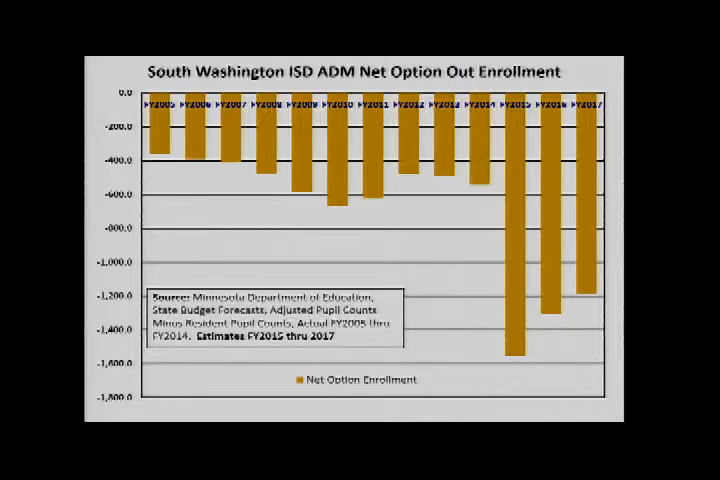 South Washington ISD ADM Net Option Out Enrollment
0.0
FY2005 FY2006 FY2007 FY2008 FY2009 FY2010 FY2011 FY2012 FY2013 FY2014 FY2015 FY2016 FY2017
-200.0
-400.0
-600.0
-800.0
-1,000.0
-1,200.0
-1,400.0
-1,600.0
-1,800.0
Source: Minnesota Department of Education,
State Budget Forecasts, Adjusted Pupil Counts
Minus Resident Pupil Counts, Actual FY2005 thru
FY2014. Estimates FY2015 thru 2017
Net Option Enrollment